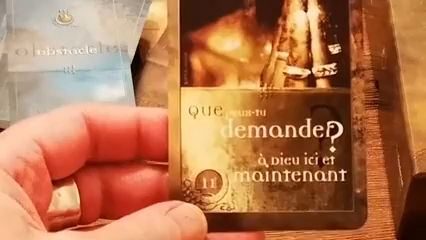 obstacle
Que peux-tu
demander?
à Dieu ici et
maintenant
11